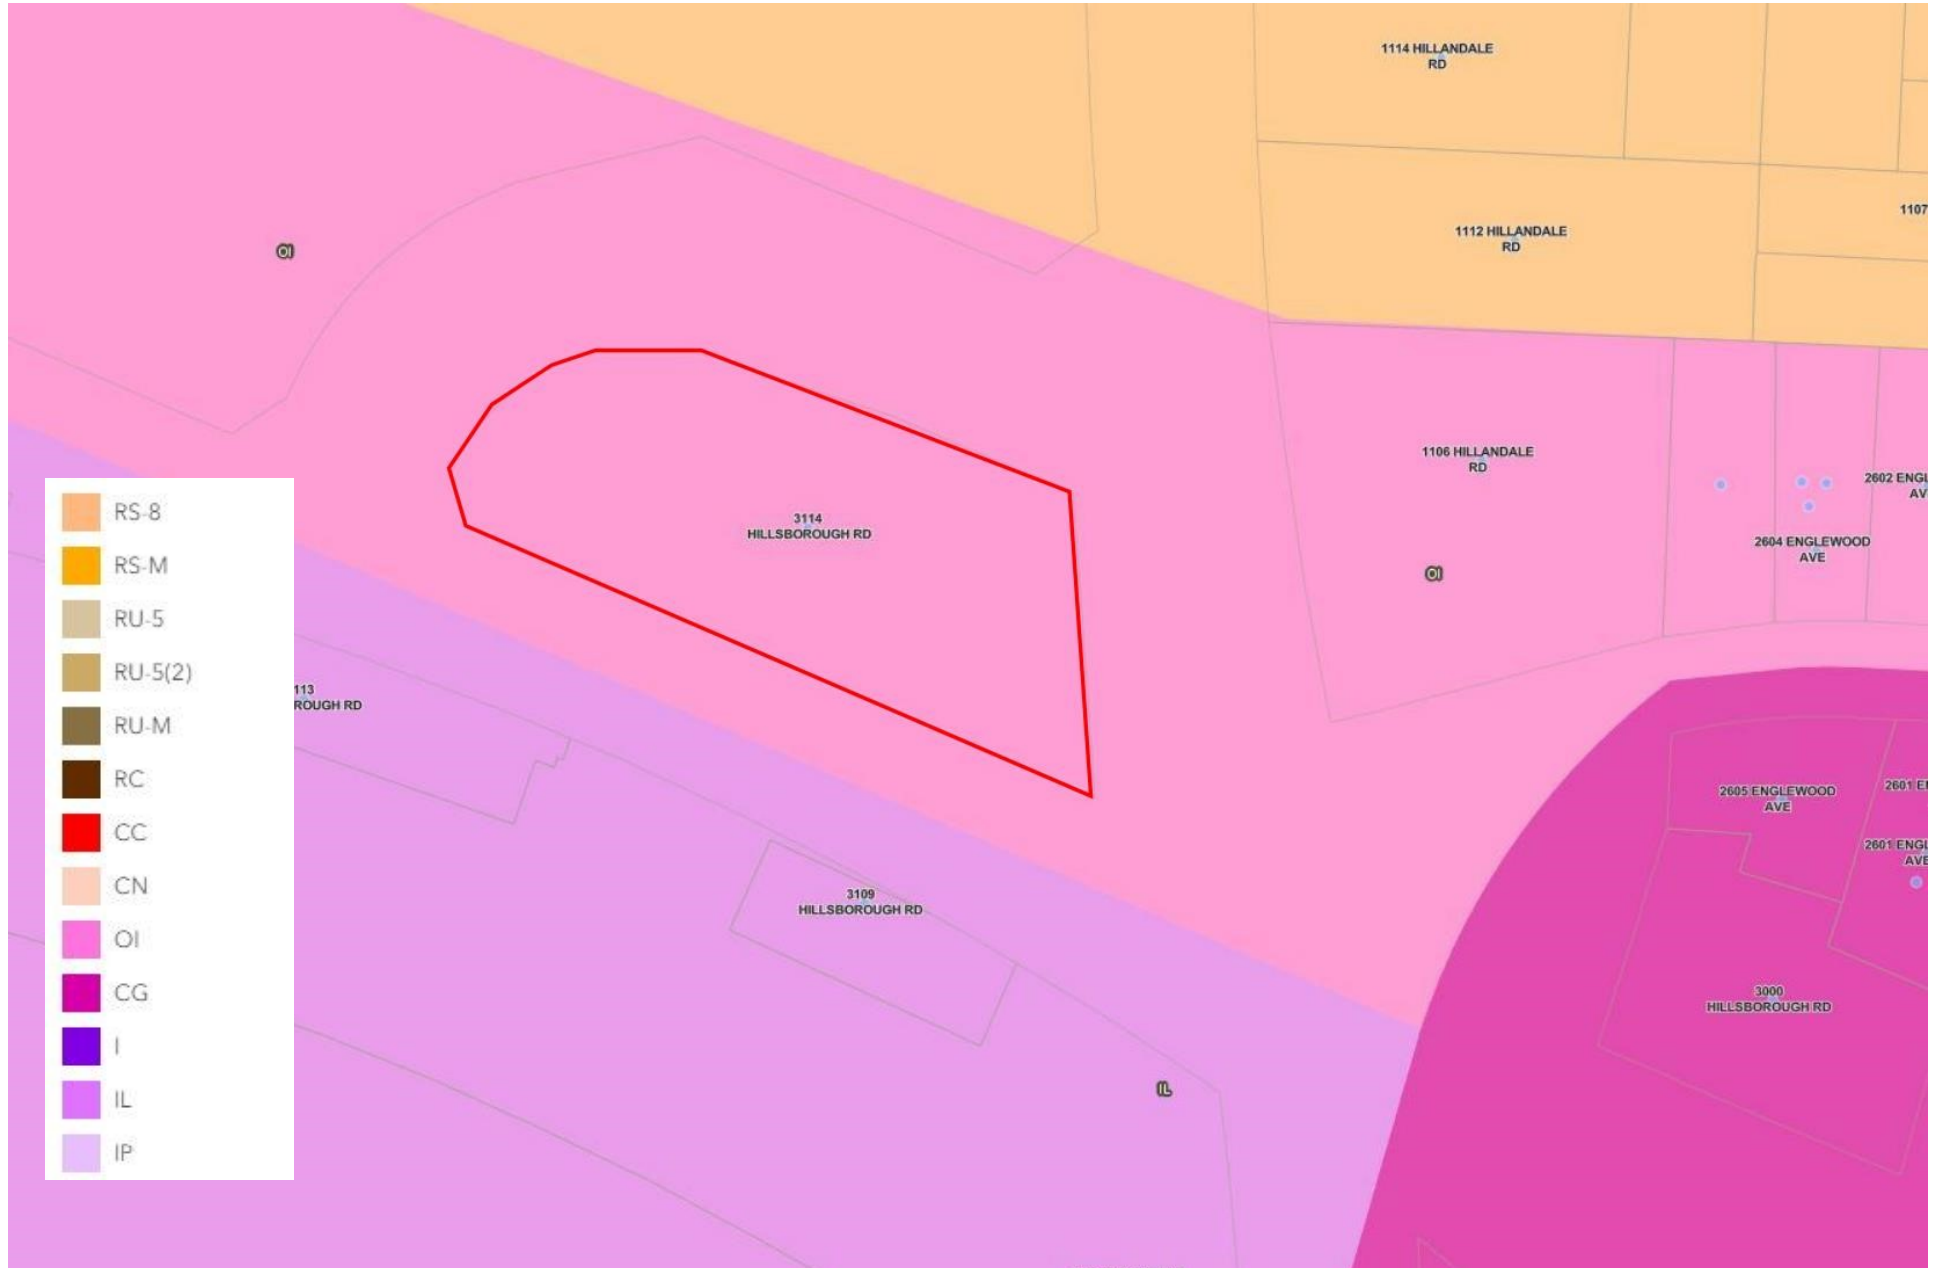 1114 HILLANDALE
RD
1107
1112 HILLANDALE
RD
OI
1106 HILLANDALE
RD
2602 ENGL
AV
3114
HILLSBOROUGH RD
2604 ENGLEWOOD
AVE
OI
RS-8
RS-M
RU-5
RU-5(2)
RU-M
RC
CC
CN
OI
CG
I
IL
IP
113
ROUGH RD
2605 ENGLEWOOD
AVE
2601 E
2601 ENGL
AVE
3109
HILLSBOROUGH RD
3000
HILLSBOROUGH RD
IL